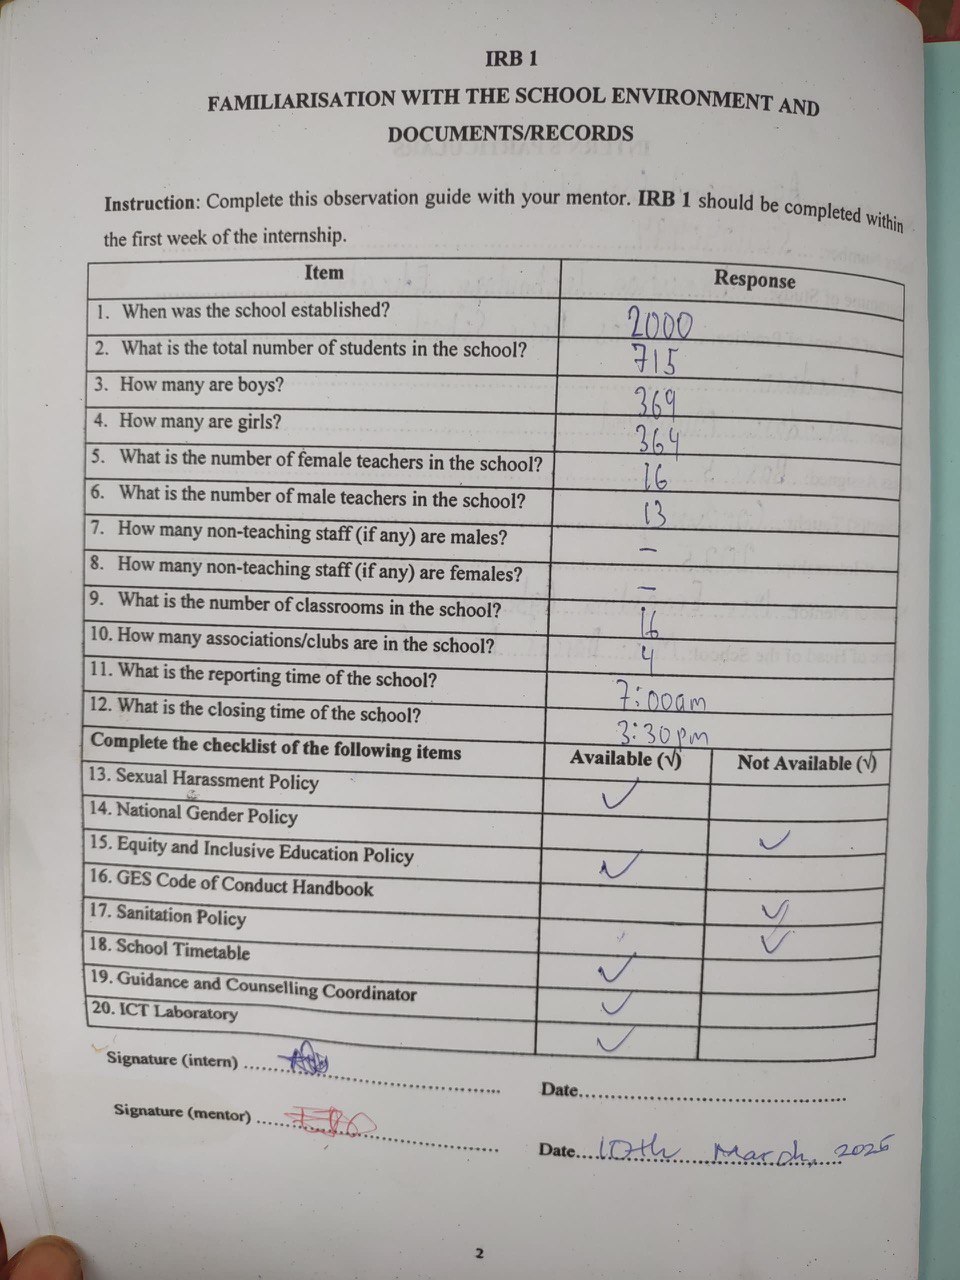 IRB 1
FAMILIARISATION WITH THE SCHOOL ENVIRONMENT AND
DOCUMENTS/RECORDS
Instruction: Complete this observation guide with your mentor. IRB 1 should be completed within
the first week of the internship.
Item Response
1. When was the school established? 2000
2. What is the total number of students in the school? 715
3. How many are boys? 369
4. How many are girls? 364
5. What is the number of female teachers in the school? 16
6. What is the number of male teachers in the school? 13
7. How many non-teaching staff (if any) are males? –
8. How many non-teaching staff (if any) are females? –
9. What is the number of classrooms in the school? 16
10. How many associations/clubs are in the school? 4
11. What is the reporting time of the school? 7:00am
12. What is the closing time of the school? 3:30pm
Complete the checklist of the following items Available (√) Not Available (√)
13. Sexual Harassment Policy ✓
14. National Gender Policy ✓
15. Equity and Inclusive Education Policy ✓
16. GES Code of Conduct Handbook ✓
17. Sanitation Policy ✓
18. School Timetable ✓
19. Guidance and Counselling Coordinator ✓
20. ICT Laboratory ✓
Signature (intern) ........................ Date........................
Signature (mentor) ........................ Date....10th March, 2025
2